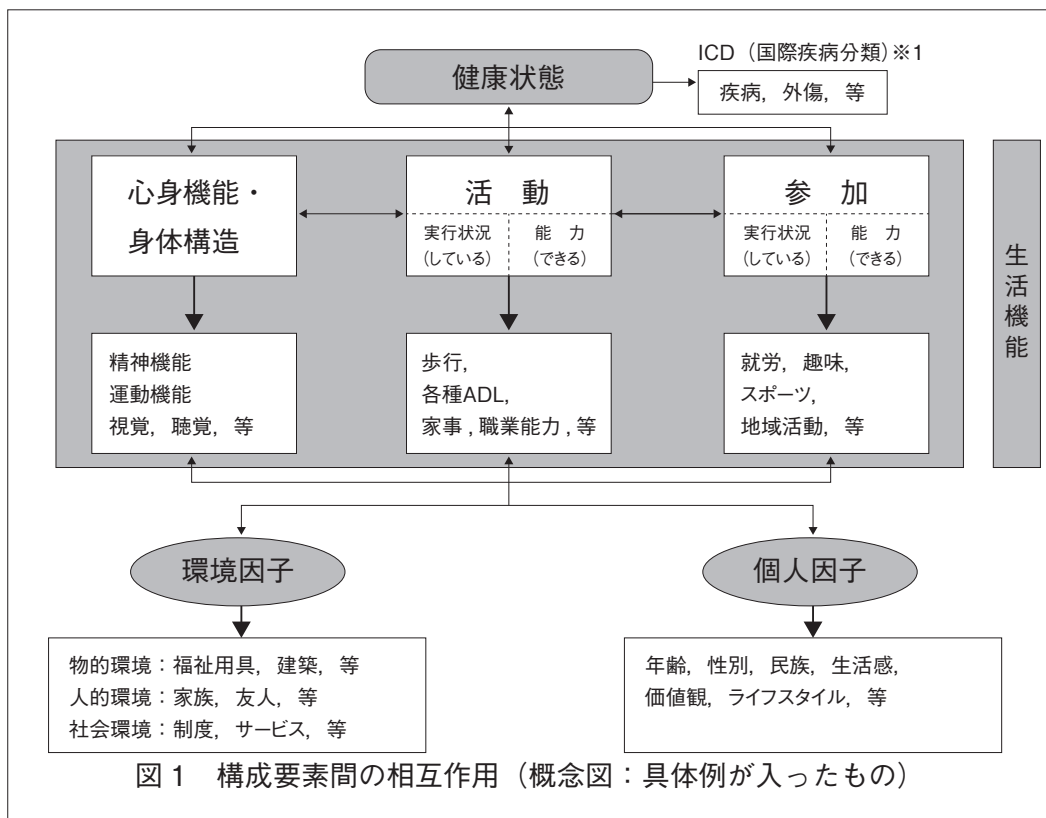 ICD(国際疾病分類)※1
健康状態
疾病, 外傷, 等
心身機能・
身体構造
活 動
実行状況
(している)
能 力
(できる)
参 加
実行状況
(している)
能 力
(できる)
生活機能
精神機能
運動機能
視覚, 聴覚, 等
歩行,
各種ADL,
家事 , 職業能力 , 等
就労, 趣味,
スポーツ,
地域活動, 等
環境因子
個人因子
物的環境:福祉用具, 建築, 等
人的環境:家族, 友人, 等
社会環境:制度, サービス, 等
年齢, 性別, 民族, 生活感,
価値観, ライフスタイル, 等
図 1 構成要素間の相互作用(概念図:具体例が入ったもの)